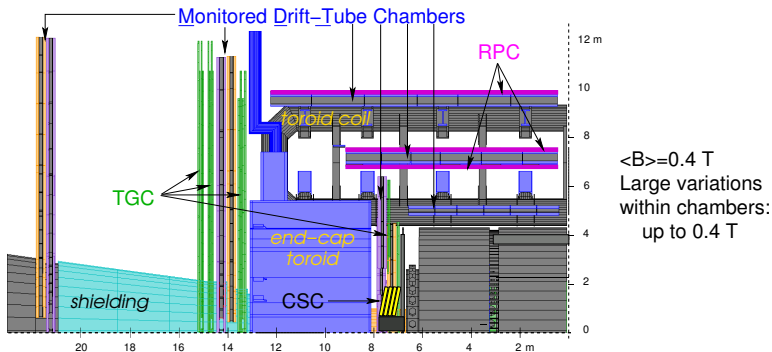 Monitored Drift-Tube Chambers
12 m
RPC
10
toroid coil
8
<B>=0.4 T
Large variations
within chambers:
up to 0.4 T
TGC
6
4
end-cap
toroid
2
shielding
CSC
0
20 18 16 14 12 10 8 6 4 2 m